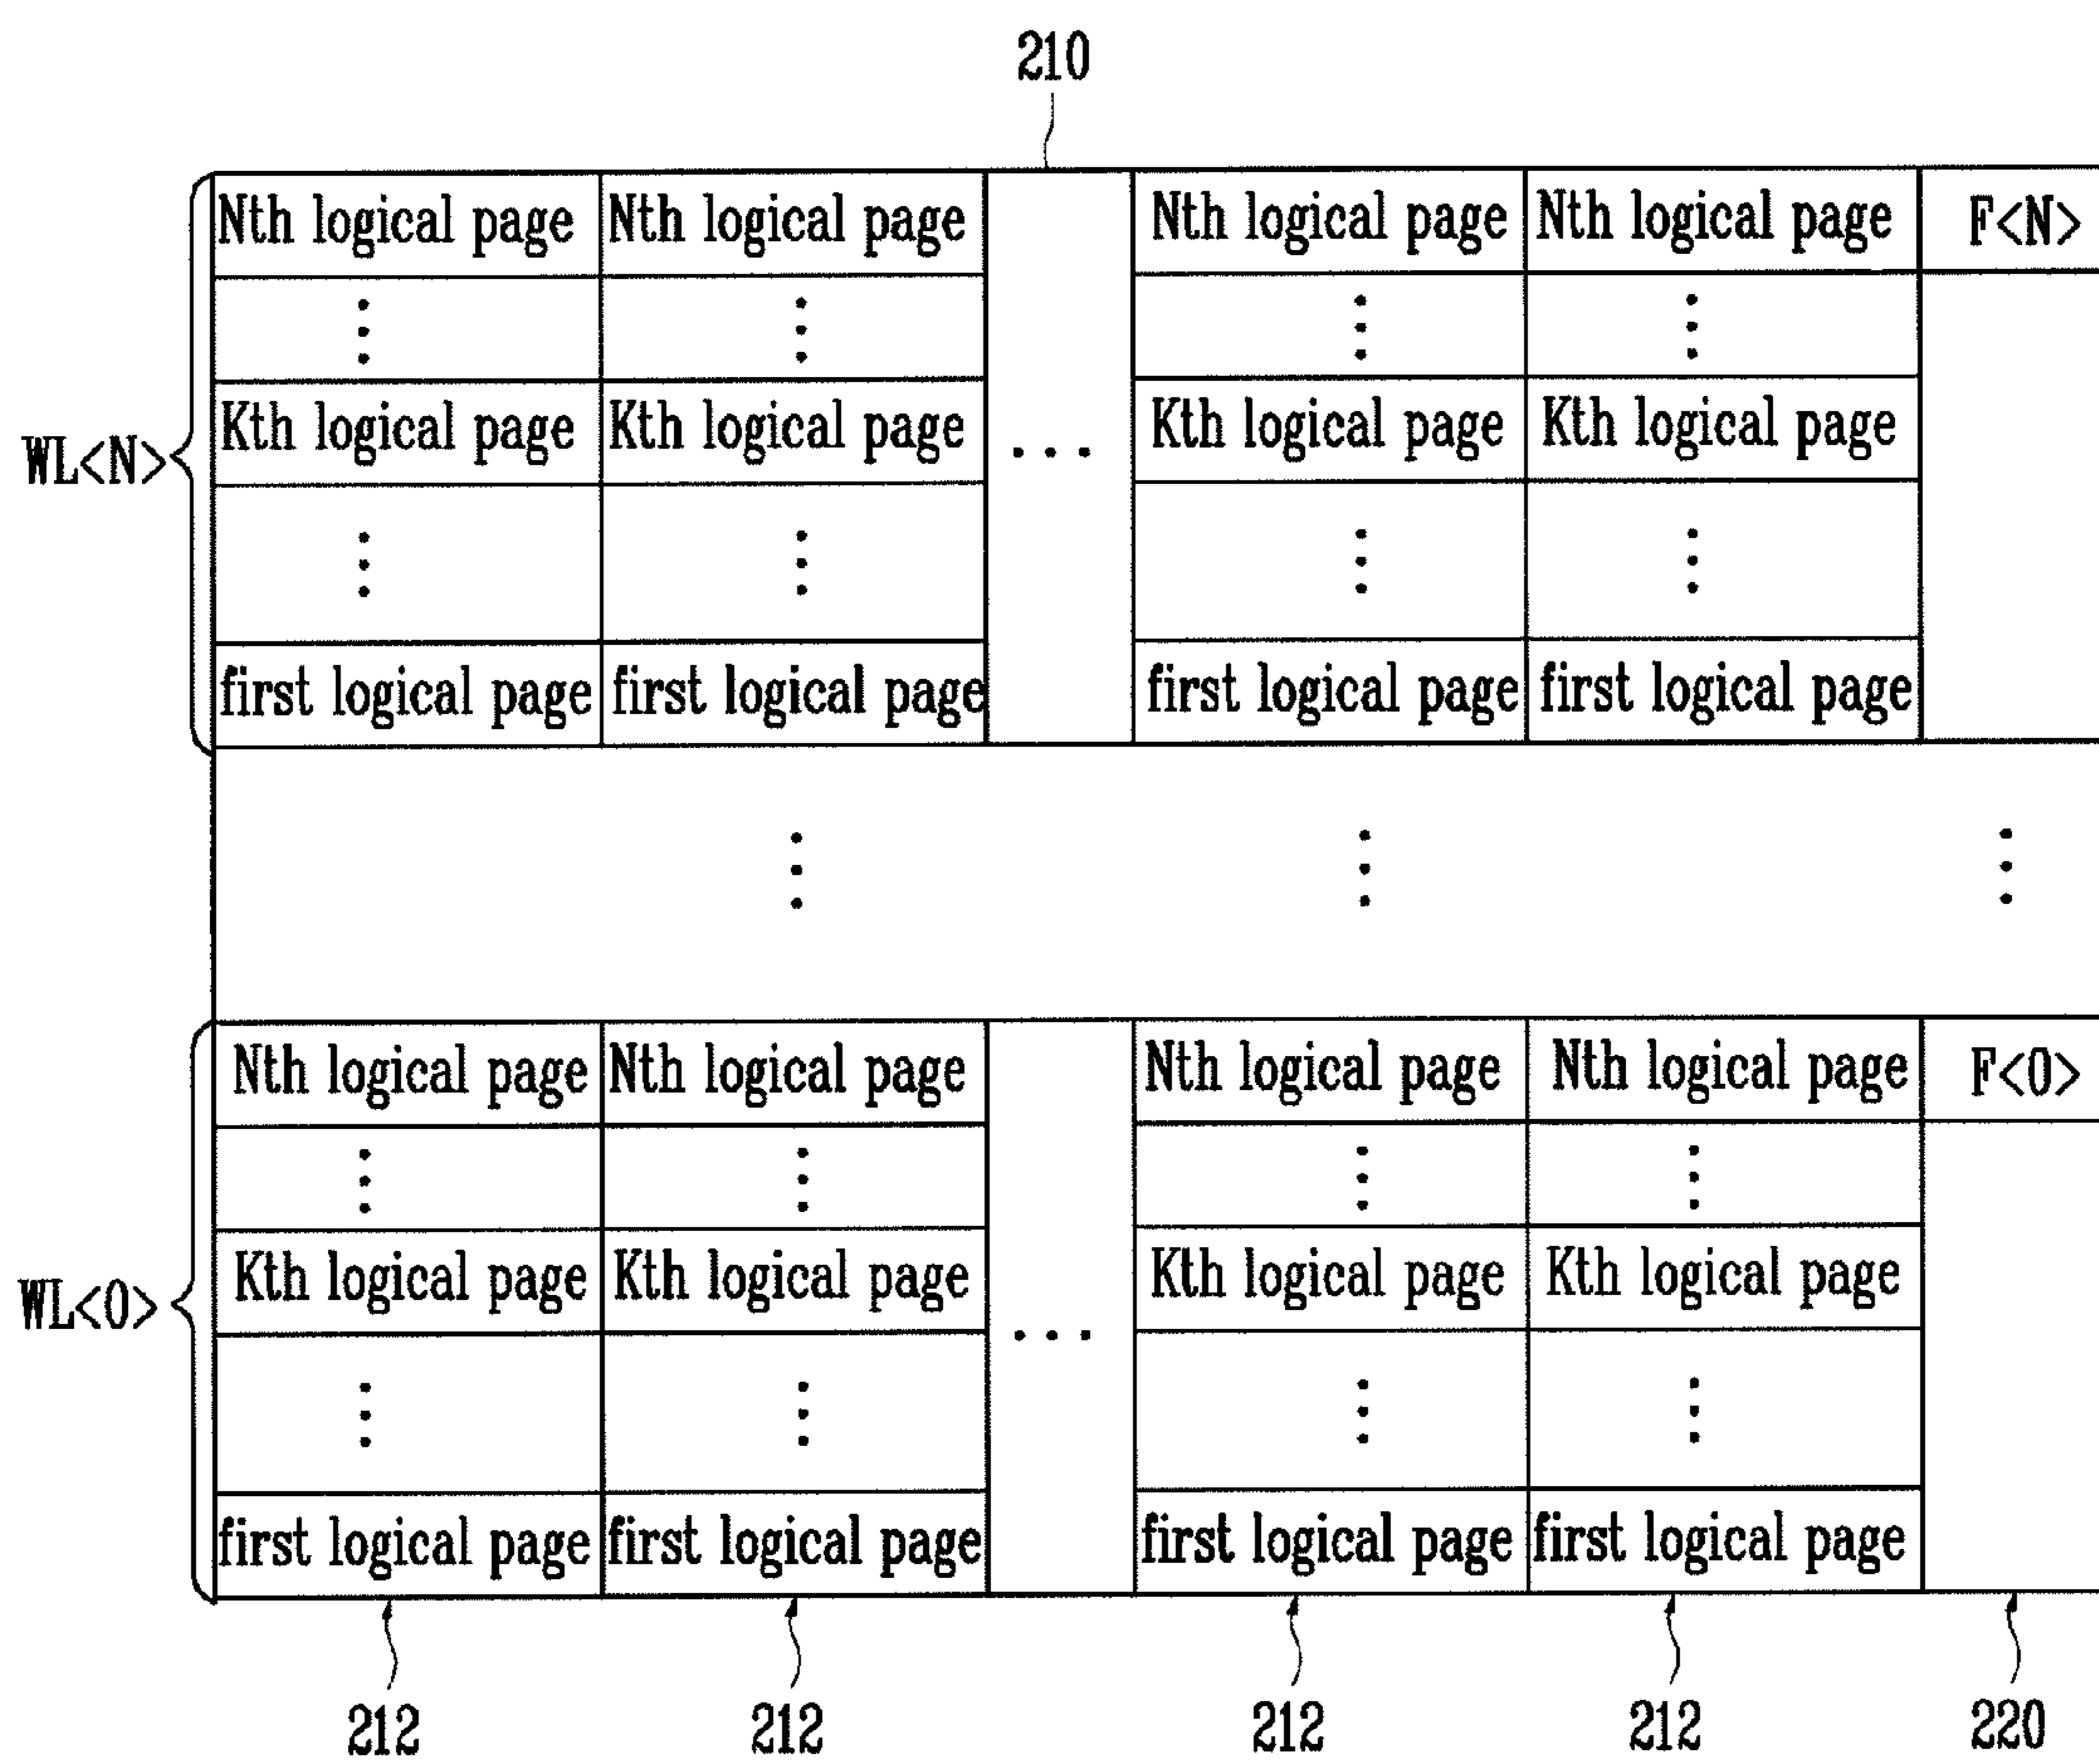 210
Nth logical page Nth logical page Nth logical page Nth logical page F<N>
WL<N> Kth logical page Kth logical page ... Kth logical page Kth logical page
first logical page first logical page first logical page first logical page
Nth logical page Nth logical page Nth logical page Nth logical page F<0>
WL<0> Kth logical page Kth logical page ... Kth logical page Kth logical page
first logical page first logical page first logical page first logical page
212 212 212 212 220